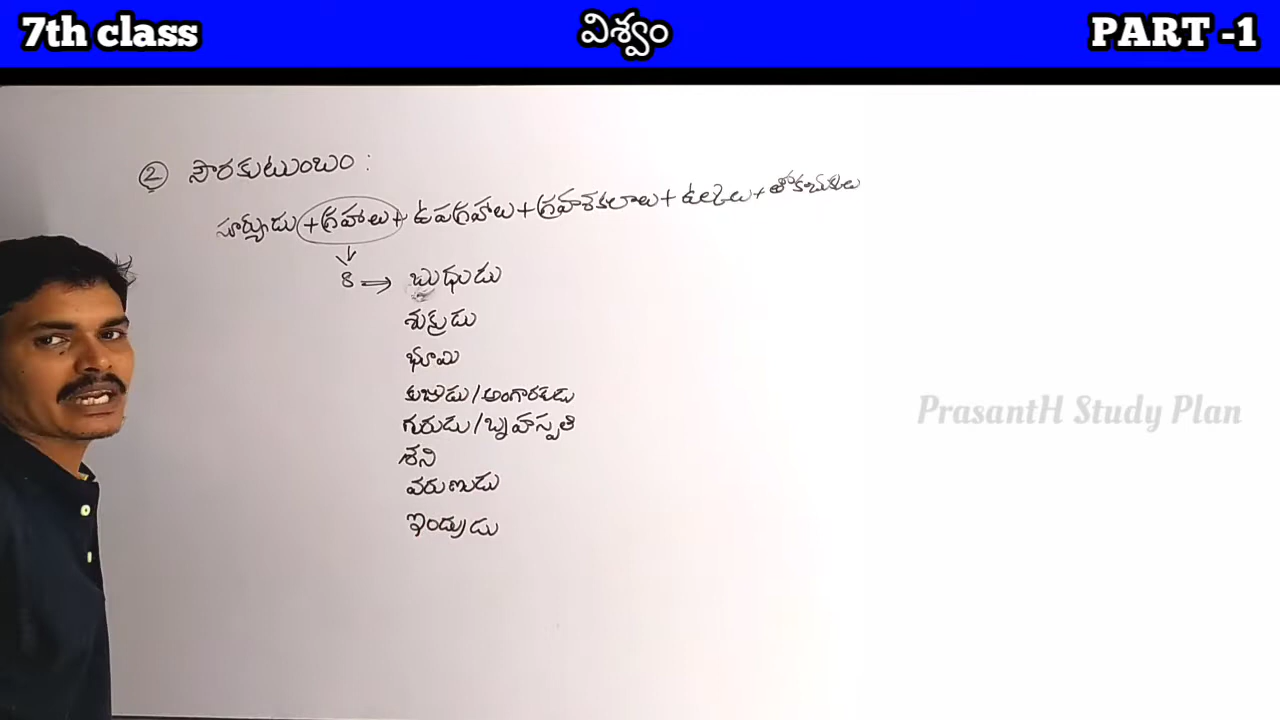 7th class
విశ్వం
PART -1
② సౌరకుటుంబం :
సూర్యుడు + గ్రహాలు + ఉపగ్రహాలు + గ్రహశకలాలు + ఉల్కలు + తోకచుక్కలు
8 ⇒ బుధుడు
శుక్రుడు
భూమి
కుజుడు/అంగారకుడు
గురుడు/బృహస్పతి
శని
వరుణుడు
ఇంద్రుడు
PrasantH Study Plan